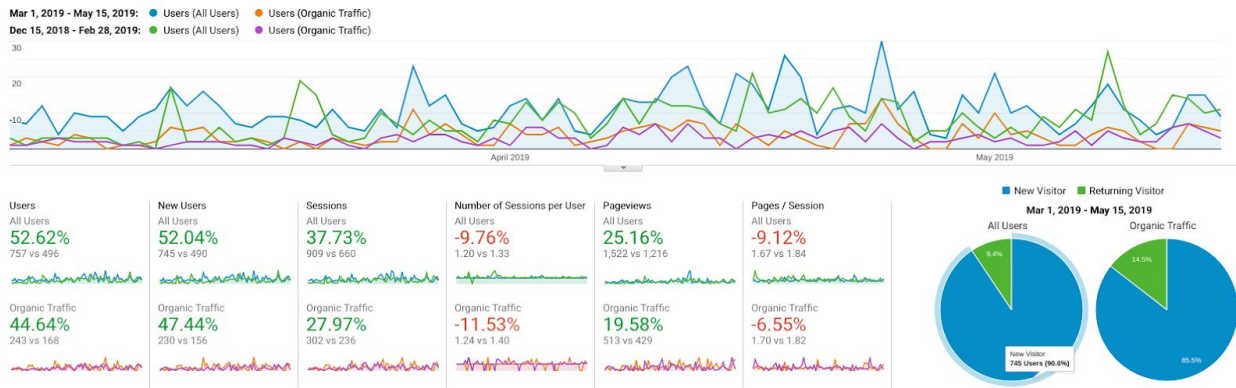 Mar 1, 2019 - May 15, 2019: Users (All Users) Users (Organic Traffic)
Dec 15, 2018 - Feb 28, 2019: Users (All Users) Users (Organic Traffic)
30
20
10
April 2019
May 2019
Users
All Users
52.62%
757 vs 496
Organic Traffic
44.64%
243 vs 168
New Users
All Users
52.04%
745 vs 490
Organic Traffic
47.44%
230 vs 156
Sessions
All Users
37.73%
909 vs 660
Organic Traffic
27.97%
302 vs 236
Number of Sessions per User
All Users
-9.76%
1.20 vs 1.33
Organic Traffic
-11.53%
1.24 vs 1.40
Pageviews
All Users
25.16%
1,522 vs 1,216
Organic Traffic
19.58%
513 vs 429
Pages / Session
All Users
-9.12%
1.67 vs 1.84
Organic Traffic
-6.55%
1.70 vs 1.82
New Visitor Returning Visitor
Mar 1, 2019 - May 15, 2019
All Users
9.4%
New Visitor
745 Users (90.6%)
Organic Traffic
14.5%
85.5%